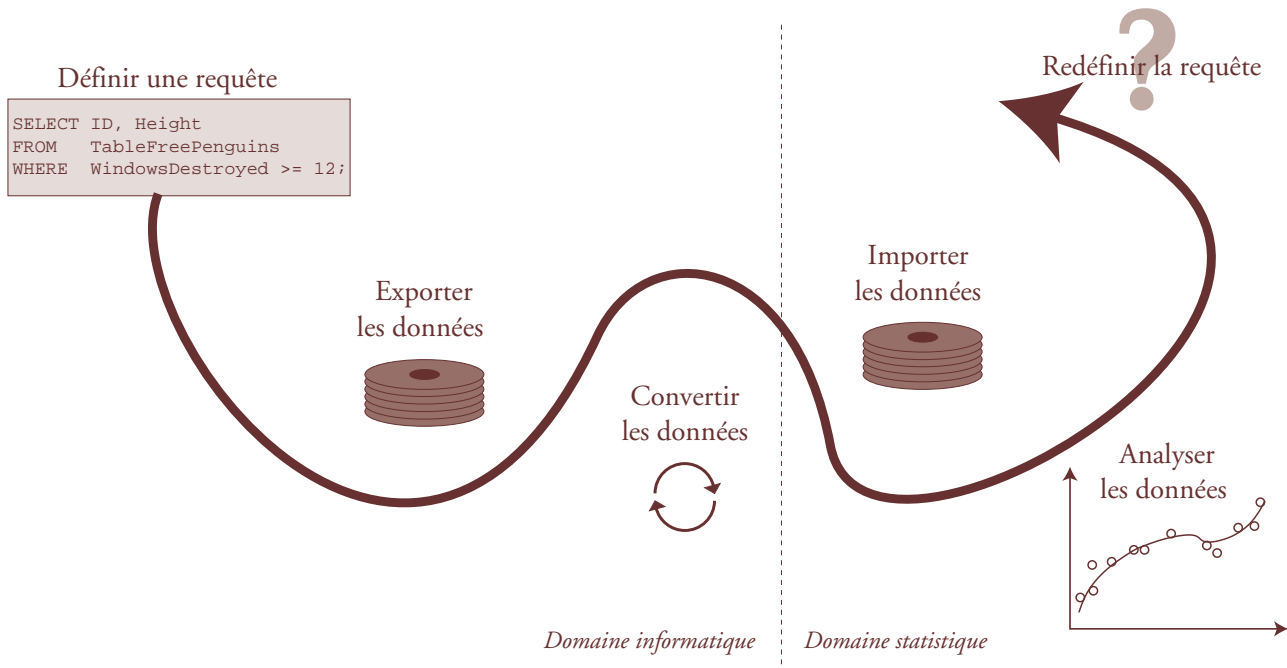 Définir une requête
SELECT ID, Height
FROM   TableFreePenguins
WHERE  WindowsDestroyed >= 12;
Exporter
les données
Convertir
les données
Importer
les données
Analyser
les données
?
Redéfinir la requête
Domaine informatique
Domaine statistique